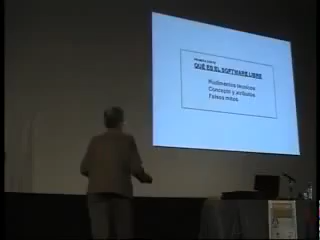 QUÉ ES EL SOFTWARE LIBRE
Rudimentos técnicos
Concepto y atributos
Falsos mitos